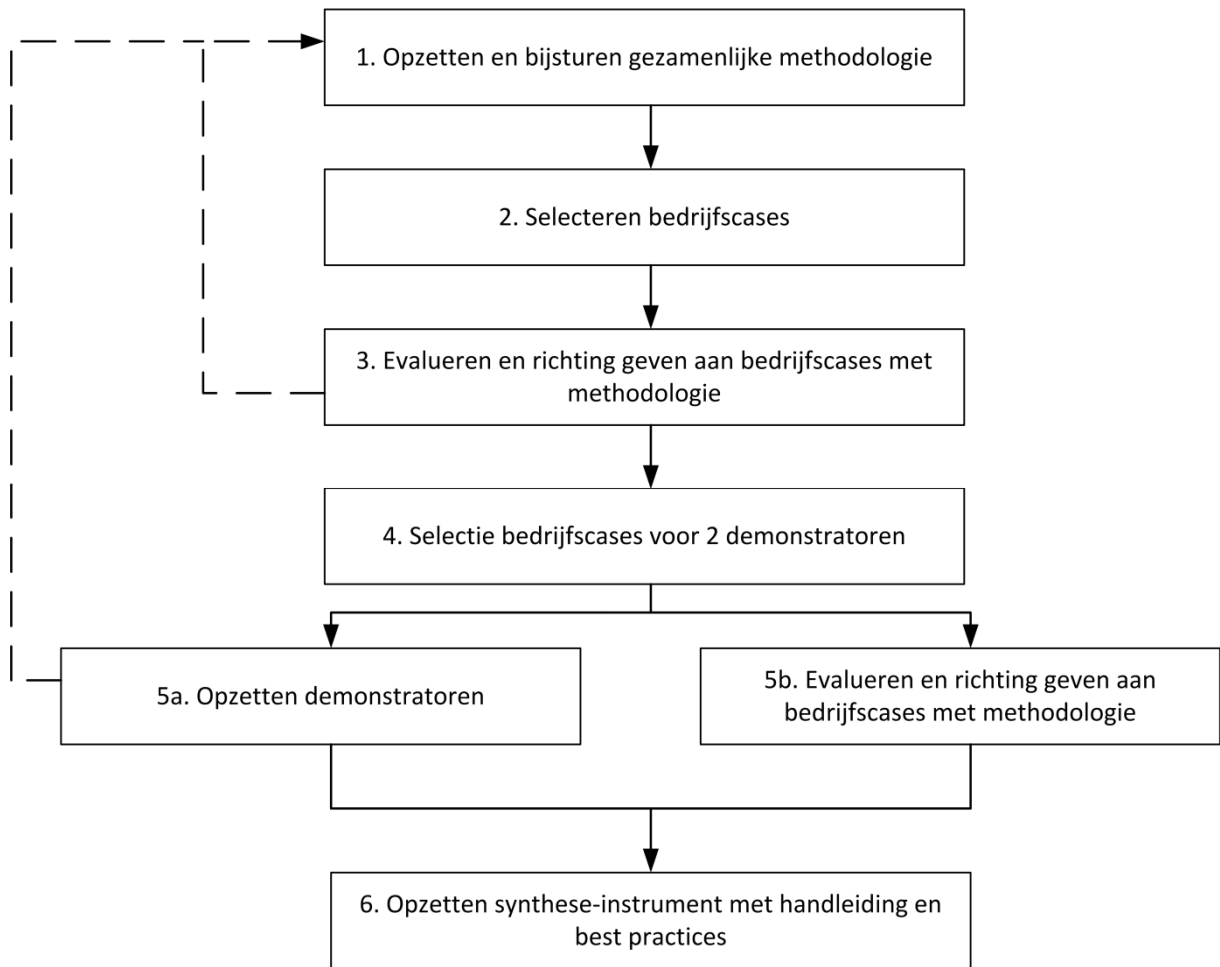 1. Opzetten en bijsturen gezamenlijke methodologie
2. Selecteren bedrijfscases
3. Evalueren en richting geven aan bedrijfscases met
methodologie
4. Selectie bedrijfscases voor 2 demonstratoren
5a. Opzetten demonstratoren
5b. Evalueren en richting geven aan
bedrijfscases met methodologie
6. Opzetten synthese-instrument met handleiding en
best practices